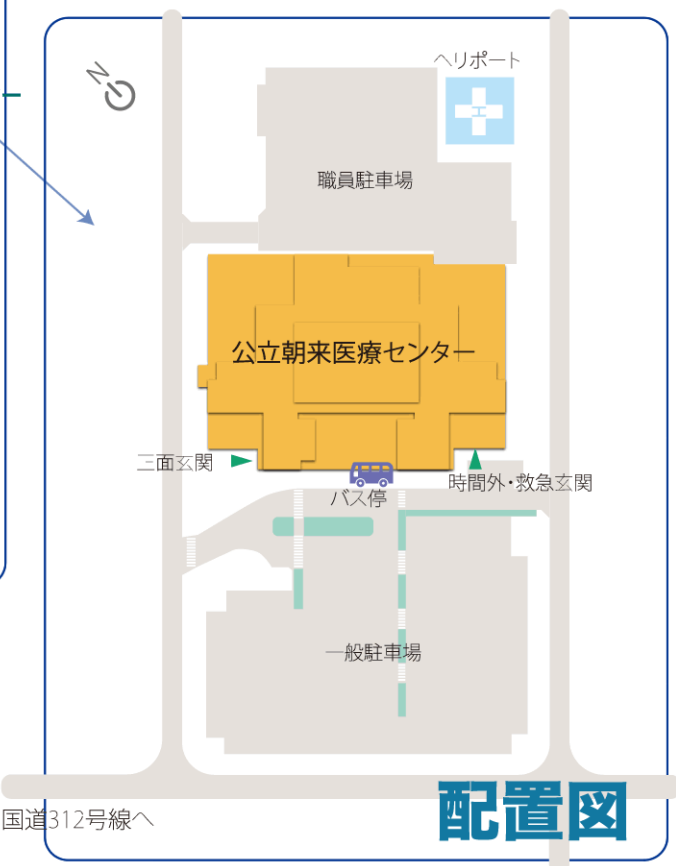 N
ヘリポート
H
職員駐車場
公立朝来医療センター
三面玄関
バス停
時間外・救急玄関
一般駐車場
国道312号線へ
配置図